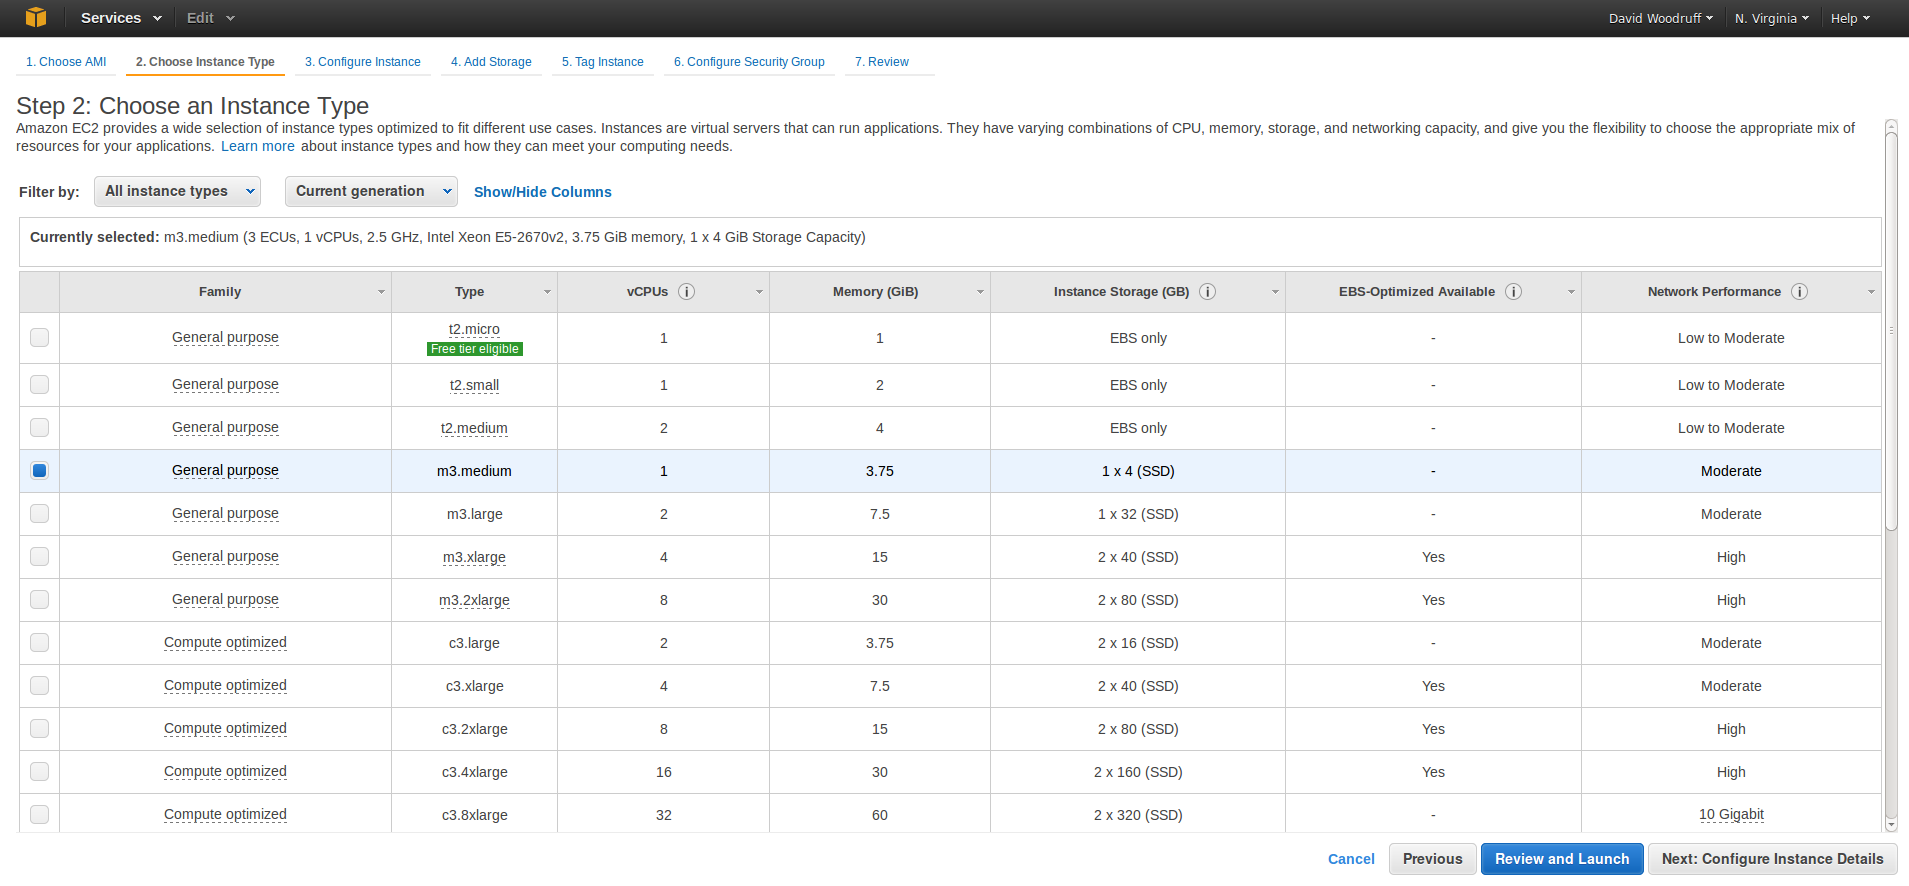 Services Edit David Woodruff N. Virginia Help
1. Choose AMI 2. Choose Instance Type 3. Configure Instance 4. Add Storage 5. Tag Instance 6. Configure Security Group 7. Review
Step 2: Choose an Instance Type
Amazon EC2 provides a wide selection of instance types optimized to fit different use cases. Instances are virtual servers that can run applications. They have varying combinations of CPU, memory, storage, and networking capacity, and give you the flexibility to choose the appropriate mix of
resources for your applications. Learn more about instance types and how they can meet your computing needs.
Filter by: All instance types Current generation Show/Hide Columns
Currently selected: m3.medium (3 ECUs, 1 vCPUs, 2.5 GHz, Intel Xeon E5-2670v2, 3.75 GiB memory, 1 x 4 GiB Storage Capacity)
Family Type vCPUs i Memory (GiB) Instance Storage (GB) i EBS-Optimized Available i Network Performance i
General purpose t2.micro 1 1 EBS only - Low to Moderate
Free tier eligible
General purpose t2.small 1 2 EBS only - Low to Moderate
General purpose t2.medium 2 4 EBS only - Low to Moderate
General purpose m3.medium 1 3.75 1 x 4 (SSD) - Moderate
General purpose m3.large 2 7.5 1 x 32 (SSD) - Moderate
General purpose m3.xlarge 4 15 2 x 40 (SSD) Yes High
General purpose m3.2xlarge 8 30 2 x 80 (SSD) Yes High
Compute optimized c3.large 2 3.75 2 x 16 (SSD) - Moderate
Compute optimized c3.xlarge 4 7.5 2 x 40 (SSD) Yes Moderate
Compute optimized c3.2xlarge 8 15 2 x 80 (SSD) Yes High
Compute optimized c3.4xlarge 16 30 2 x 160 (SSD) Yes High
Compute optimized c3.8xlarge 32 60 2 x 320 (SSD) - 10 Gigabit
Cancel Previous Review and Launch Next: Configure Instance Details